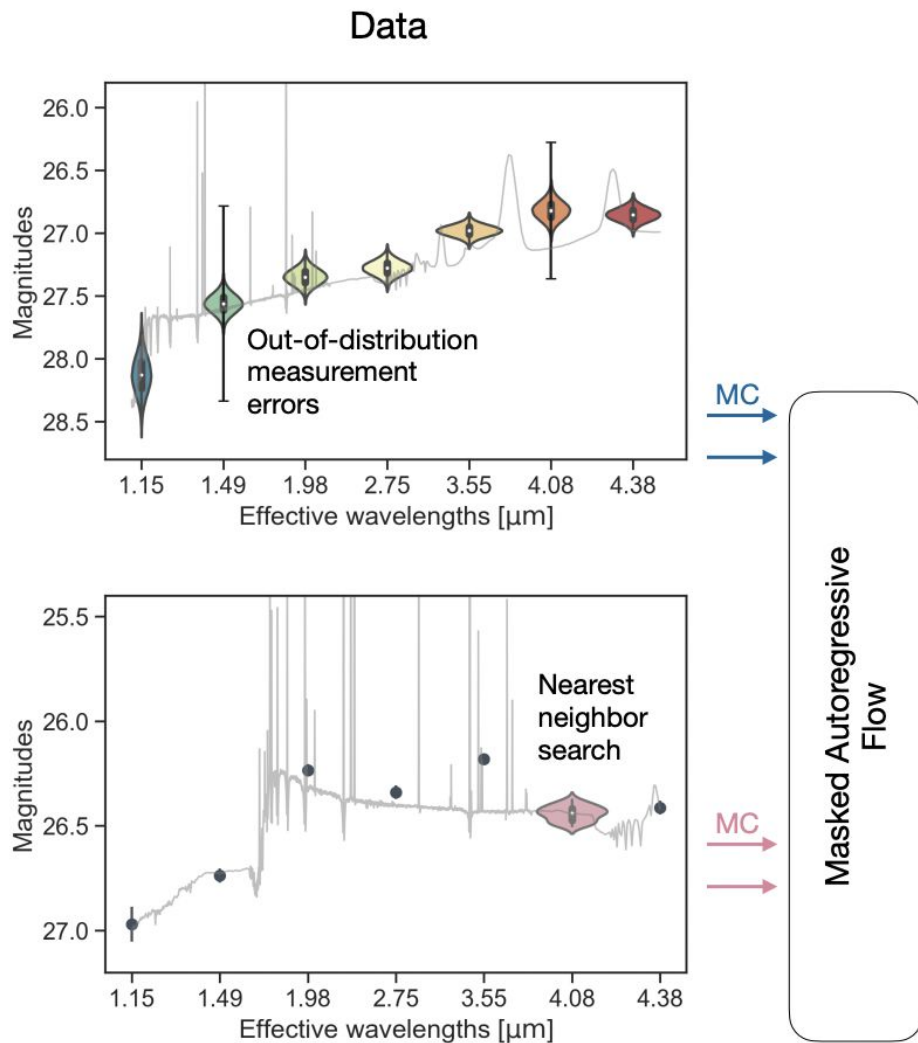 Data
26.0
26.5
27.0
27.5
28.0
28.5
Magnitudes
Out-of-distribution
measurement
errors
1.15 1.49 1.98 2.75 3.55 4.08 4.38
Effective wavelengths [μm]
MC
25.5
26.0
26.5
27.0
Magnitudes
Nearest
neighbor
search
1.15 1.49 1.98 2.75 3.55 4.08 4.38
Effective wavelengths [μm]
MC
Masked Autoregressive
Flow